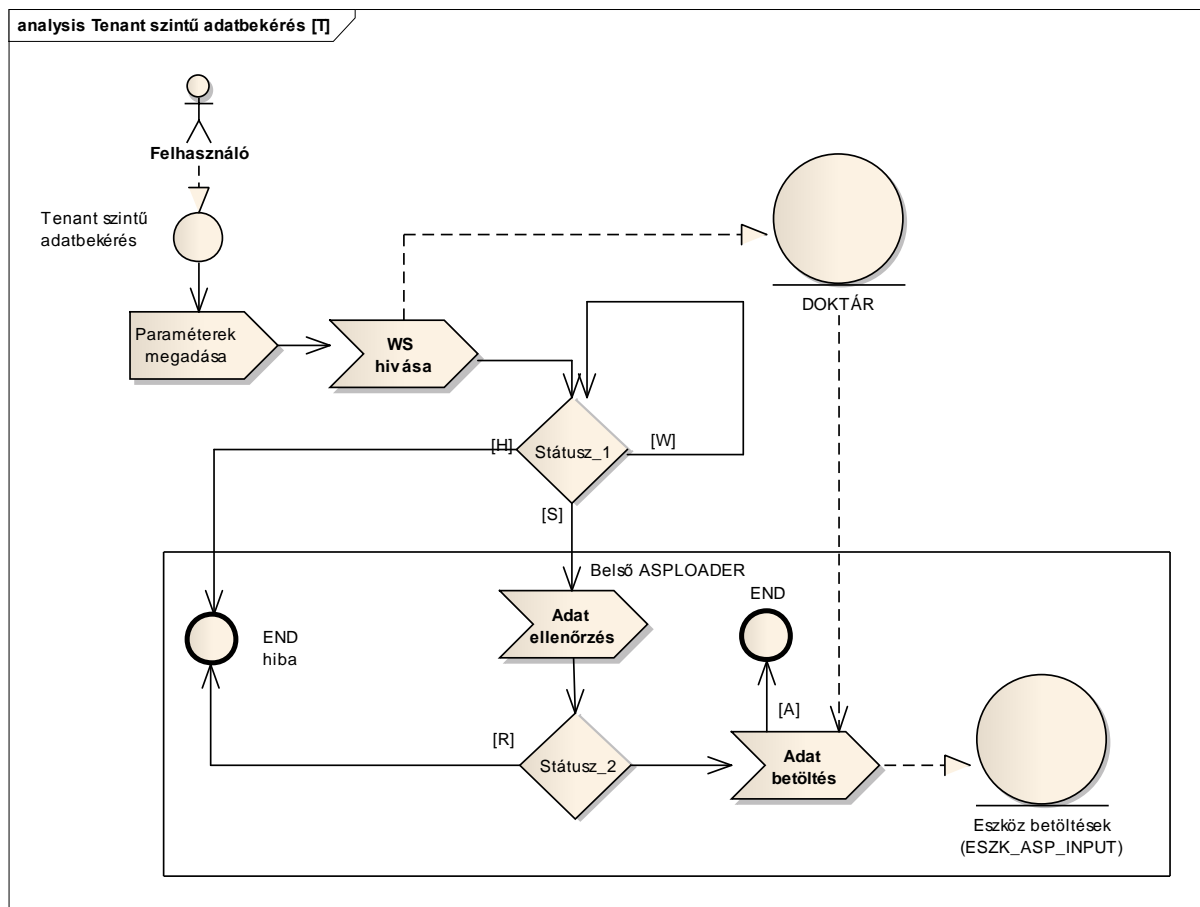 analysis Tenant szintű adatbekérés [T]
Felhasználó
Tenant szintű
adatbekérés
DOKTÁR
Paraméterek
megadása
WS
hívása
[H]
Státusz_1
[W]
[S]
Belső ASPLOADER
END
hiba
Adat
ellenőrzés
END
[R]
Státusz_2
[A]
Adat
betöltés
Eszköz betöltések
(ESZK_ASP_INPUT)